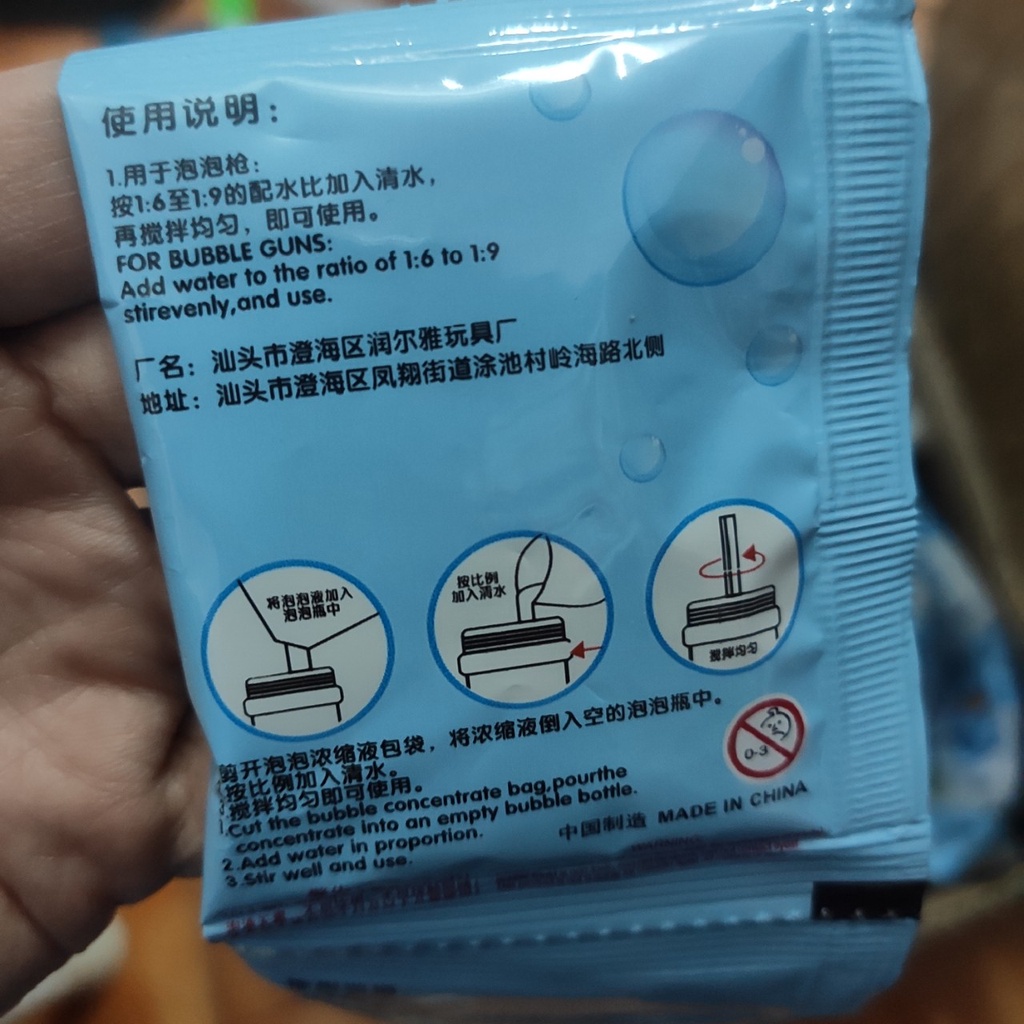 使用说明：
1.用于泡泡枪：
按1:6至1:9的配水比加入清水，
再搅拌均匀，即可使用。
FOR BUBBLE GUNS:
Add water to the ratio of 1:6 to 1:9
stirevenly,and use.
厂名：汕头市澄海区润尔雅玩具厂
地址：汕头市澄海区凤翔街道涂池村岭海路北侧
将泡泡液加入
泡泡瓶中
按比例
加入清水
搅拌均匀
剪开泡泡浓缩液包袋，将浓缩液倒入空的泡泡瓶中。
按比例加入清水。
搅拌均匀即可使用。
1.Cut the bubble concentrate bag,pourthe
concentrate into an empty bubble bottle.
2.Add water in proportion.
3.Stir well and use.
0-3
中国制造 MADE IN CHINA
WARNING: